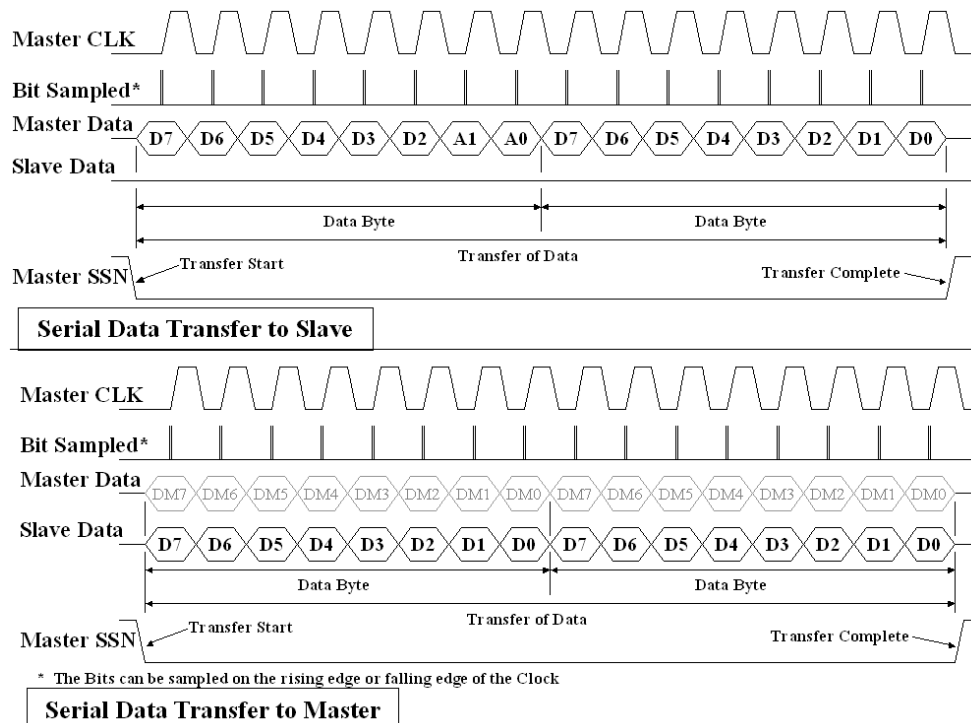 Master CLK
Bit Sampled*
Master Data
D7 D6 D5 D4 D3 D2 A1 A0 D7 D6 D5 D4 D3 D2 D1 D0
Slave Data
Data Byte Data Byte
Transfer of Data
Master SSN Transfer Start Transfer Complete
Serial Data Transfer to Slave
Master CLK
Bit Sampled*
Master Data
DM7 DM6 DM5 DM4 DM3 DM2 DM1 DM0 DM7 DM6 DM5 DM4 DM3 DM2 DM1 DM0
Slave Data
D7 D6 D5 D4 D3 D2 D1 D0 D7 D6 D5 D4 D3 D2 D1 D0
Data Byte Data Byte
Transfer of Data
Master SSN Transfer Start Transfer Complete
* The Bits can be sampled on the rising edge or falling edge of the Clock
Serial Data Transfer to Master